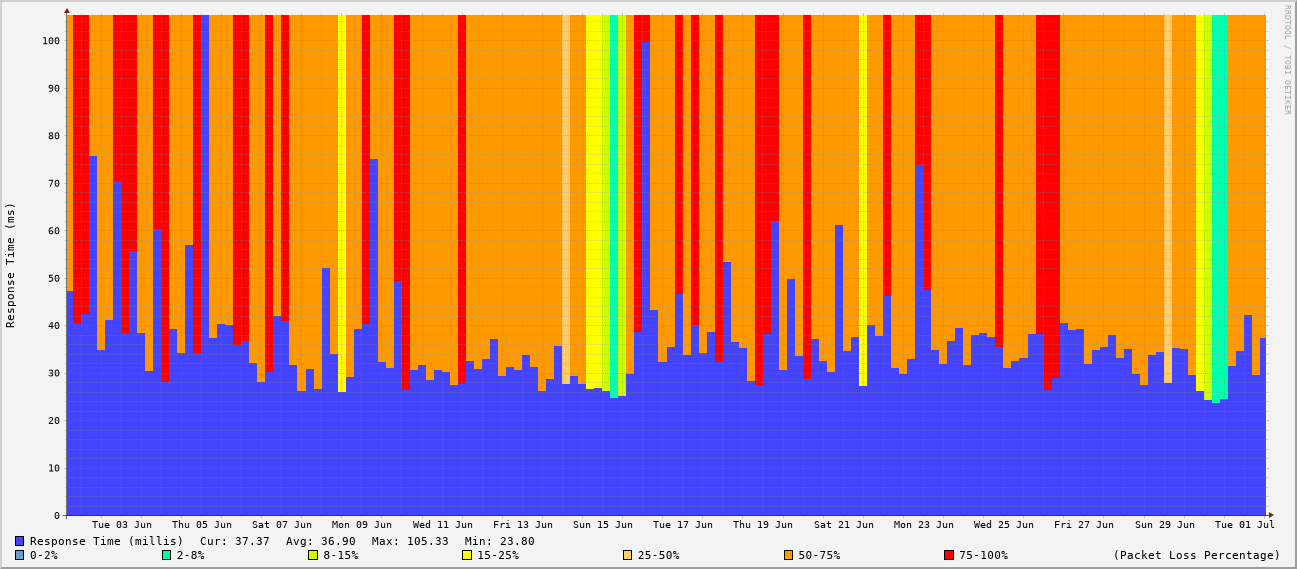 RRDTOOL / TOBI OETIKER
Response Time (ms)
100
90
80
70
60
50
40
30
20
10
0
Tue 03 Jun Thu 05 Jun Sat 07 Jun Mon 09 Jun Wed 11 Jun Fri 13 Jun Sun 15 Jun Tue 17 Jun Thu 19 Jun Sat 21 Jun Mon 23 Jun Wed 25 Jun Fri 27 Jun Sun 29 Jun Tue 01 Jul
Response Time (millis) Cur: 37.37 Avg: 36.90 Max: 105.33 Min: 23.80
0-2% 2-8% 8-15% 15-25% 25-50% 50-75% 75-100% (Packet Loss Percentage)